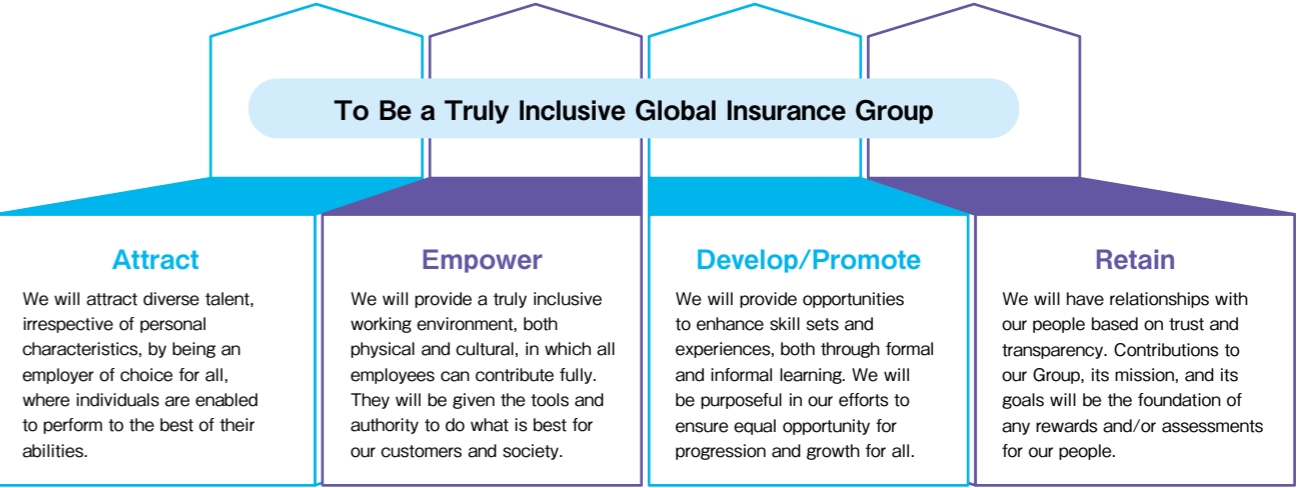 To Be a Truly Inclusive Global Insurance Group
Attract
We will attract diverse talent,
irrespective of personal
characteristics, by being an
employer of choice for all,
where individuals are enabled
to perform to the best of their
abilities.
Empower
We will provide a truly inclusive
working environment, both
physical and cultural, in which all
employees can contribute fully.
They will be given the tools and
authority to do what is best for
our customers and society.
Develop/Promote
We will provide opportunities
to enhance skill sets and
experiences, both through formal
and informal learning. We will
be purposeful in our efforts to
ensure equal opportunity for
progression and growth for all.
Retain
We will have relationships with
our people based on trust and
transparency. Contributions to
our Group, its mission, and its
goals will be the foundation of
any rewards and/or assessments
for our people.